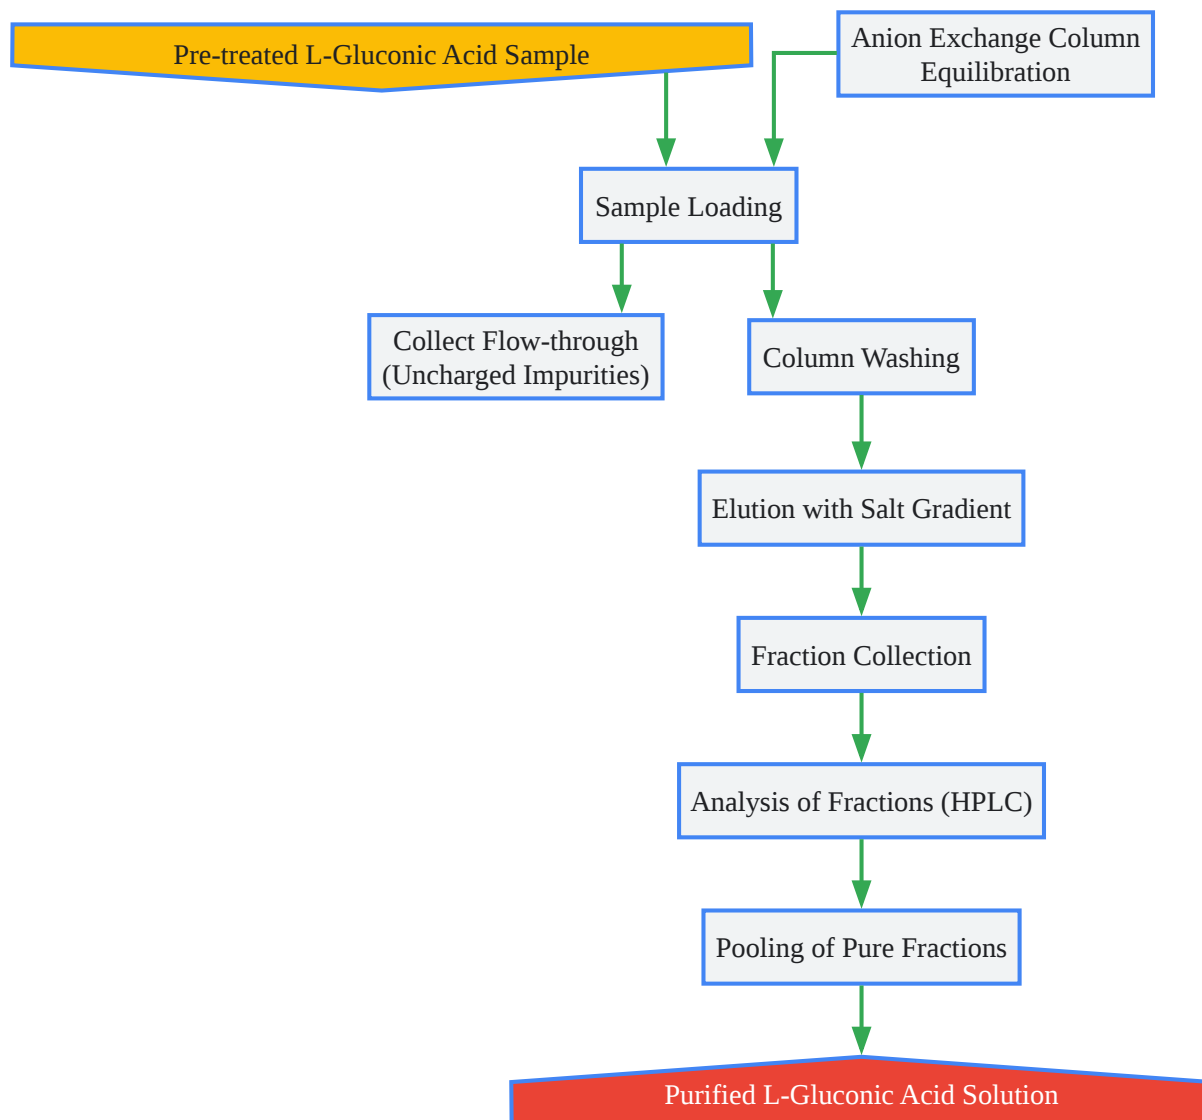 Pre-treated L-Gluconic Acid Sample
Anion Exchange Column
Equilibration
Sample Loading
Collect Flow-through
(Uncharged Impurities)
Column Washing
Elution with Salt Gradient
Fraction Collection
Analysis of Fractions (HPLC)
Pooling of Pure Fractions
Purified L-Gluconic Acid Solution